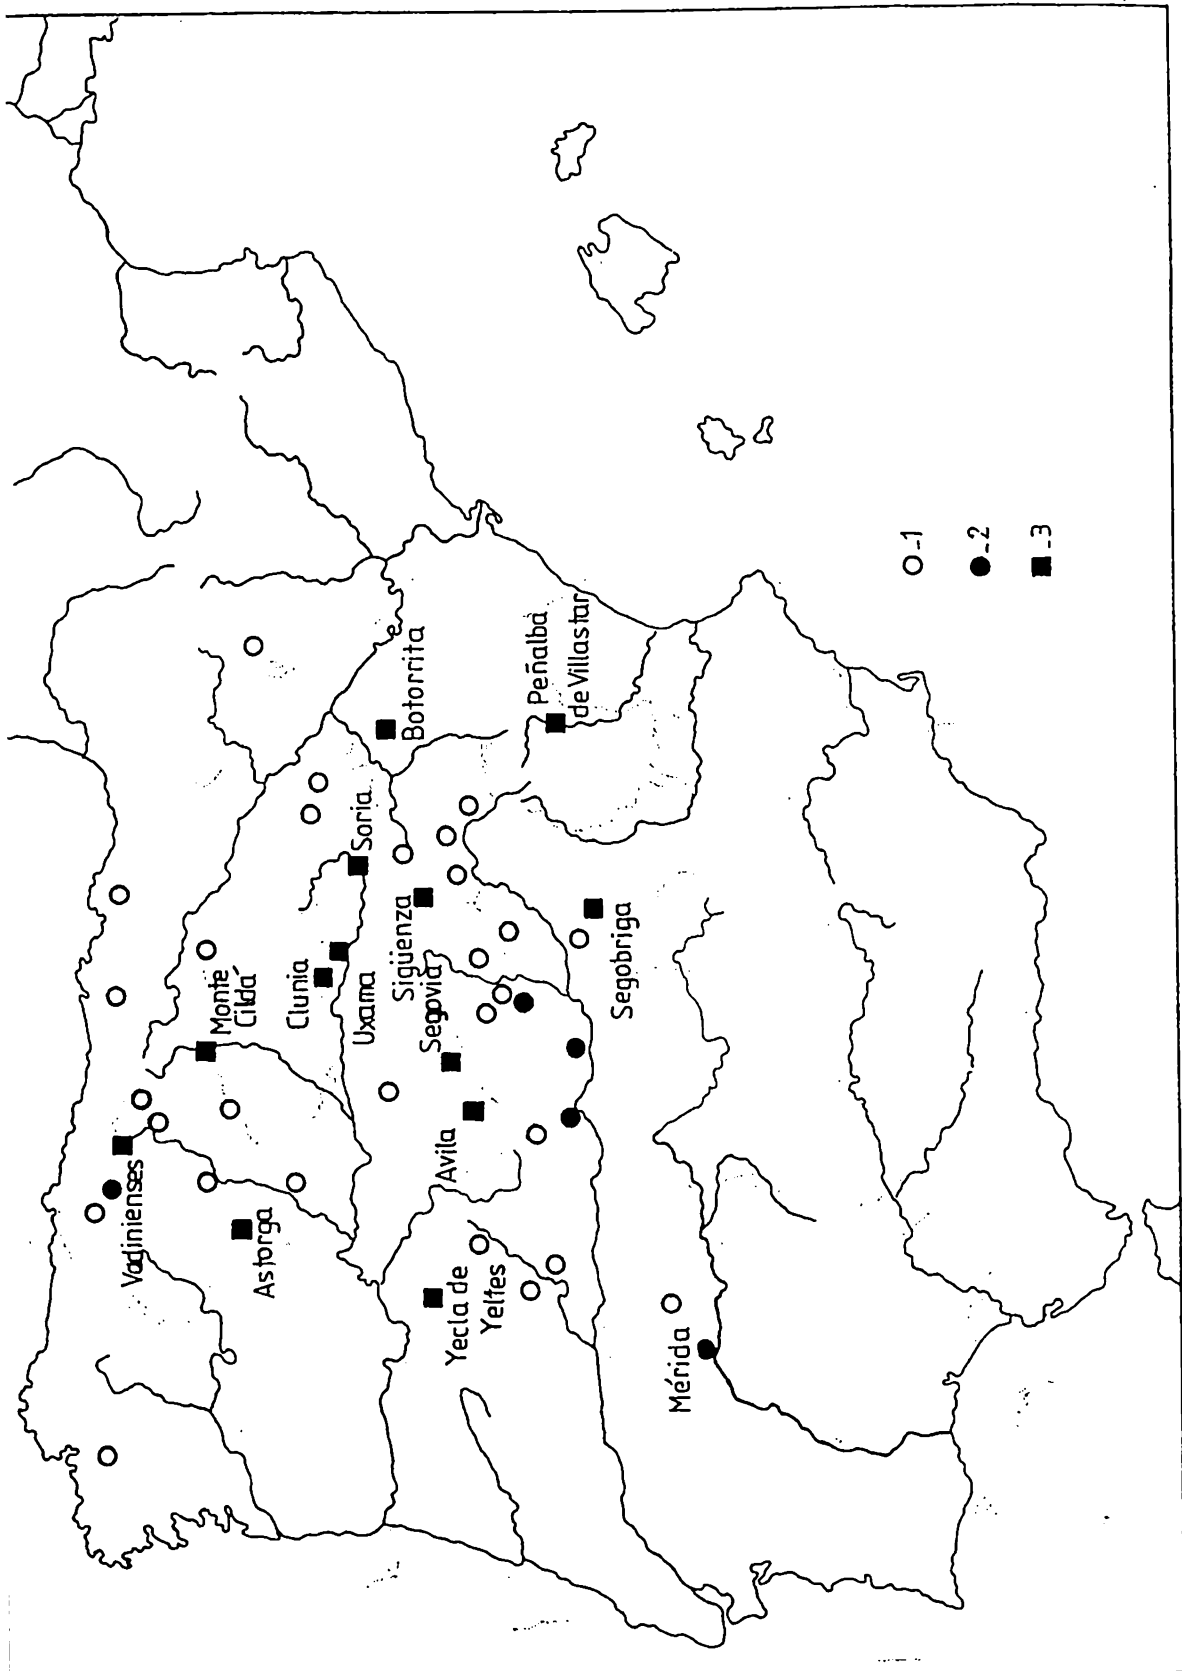 Vadinienses
Astorga
Monte
Cildá
Clunia
Uxama
Soria
Sigüenza
Segovia
Avila
Yecla de
Yeltes
Botorrita
Peñalba
de Villastar
Segobriga
Mérida
-1
-2
-3